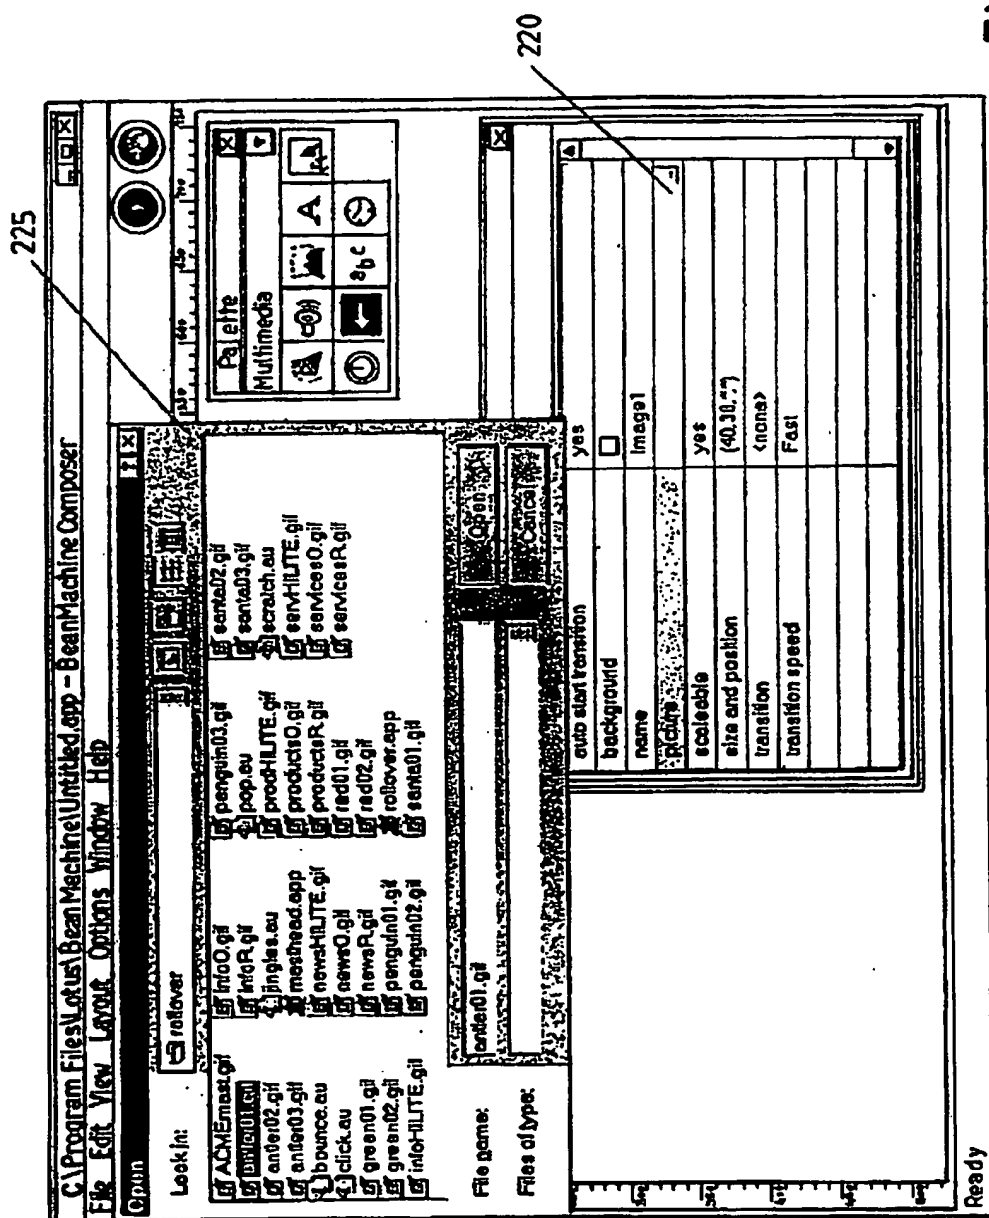 225
220
C:\Program Files\Lotus\BeanMachine\Untitled.app - BeanMachine Composer
File Edit View Layout Options Window Help
Open
Look in:
rollover
ACMEmast.gif
antler01.gif
antler02.gif
antler03.gif
bounce.au
click.au
green01.gif
green02.gif
infoHILITE.gif
infoO.gif
infoR.gif
jingles.au
masthead.app
newsHILITE.gif
newsO.gif
newsR.gif
penguin01.gif
penguin02.gif
penguin03.gif
pop.au
prodHILITE.gif
productsO.gif
productsR.gif
red01.gif
red02.gif
rollover.app
santa01.gif
santa02.gif
santa03.gif
scratch.au
servHILITE.gif
servicesO.gif
servicesR.gif
File name:
antler01.gif
Open
Files of type:
Cancel
Palette
Multimedia
A
abc
auto start transition yes
background
name Image1
picture
scaleable yes
size and position
transition <none>
transition speed Fast
Ready